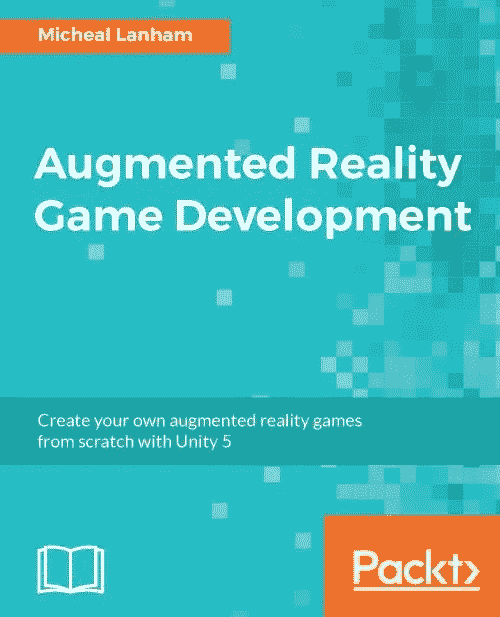 Micheal Lanham
Augmented Reality
Game Development
Create your own augmented reality games
from scratch with Unity 5
Packt>